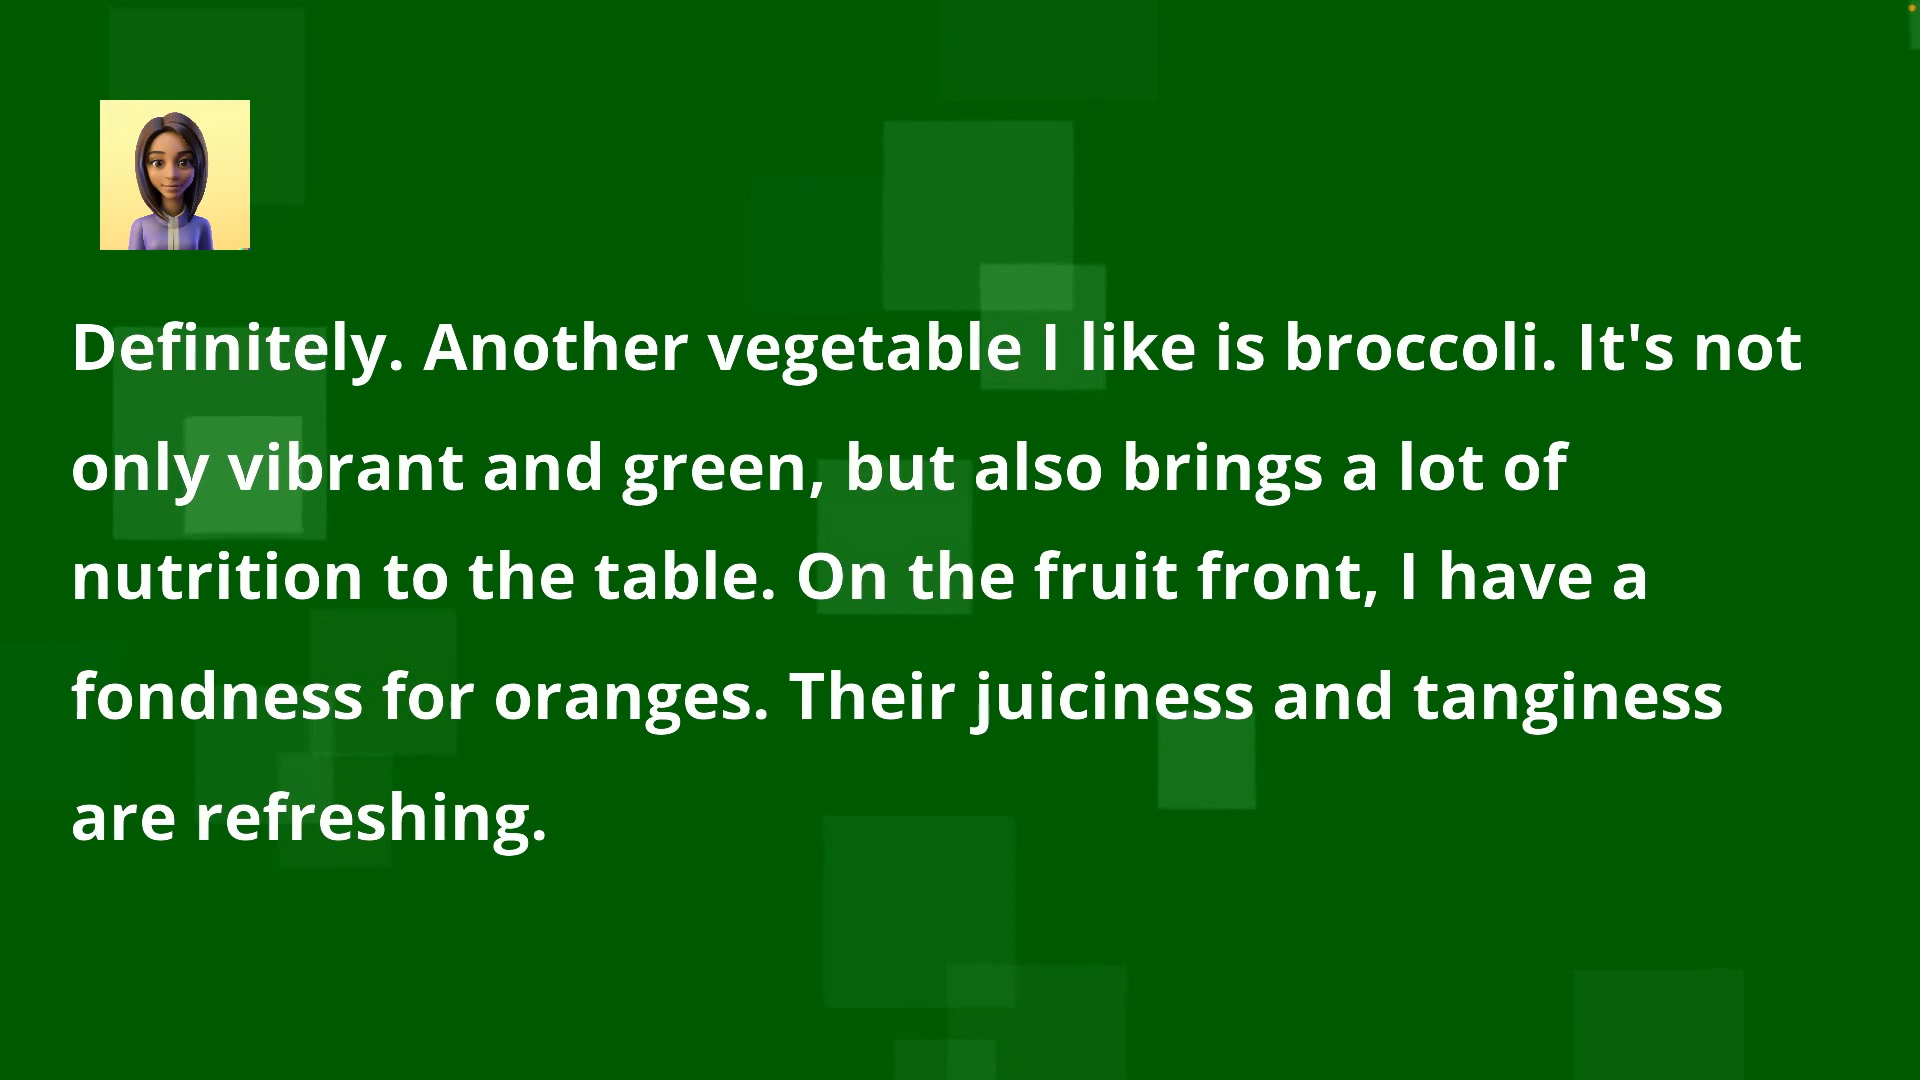 Definitely. Another vegetable I like is broccoli. It's not
only vibrant and green, but also brings a lot of
nutrition to the table. On the fruit front, I have a
fondness for oranges. Their juiciness and tanginess
are refreshing.